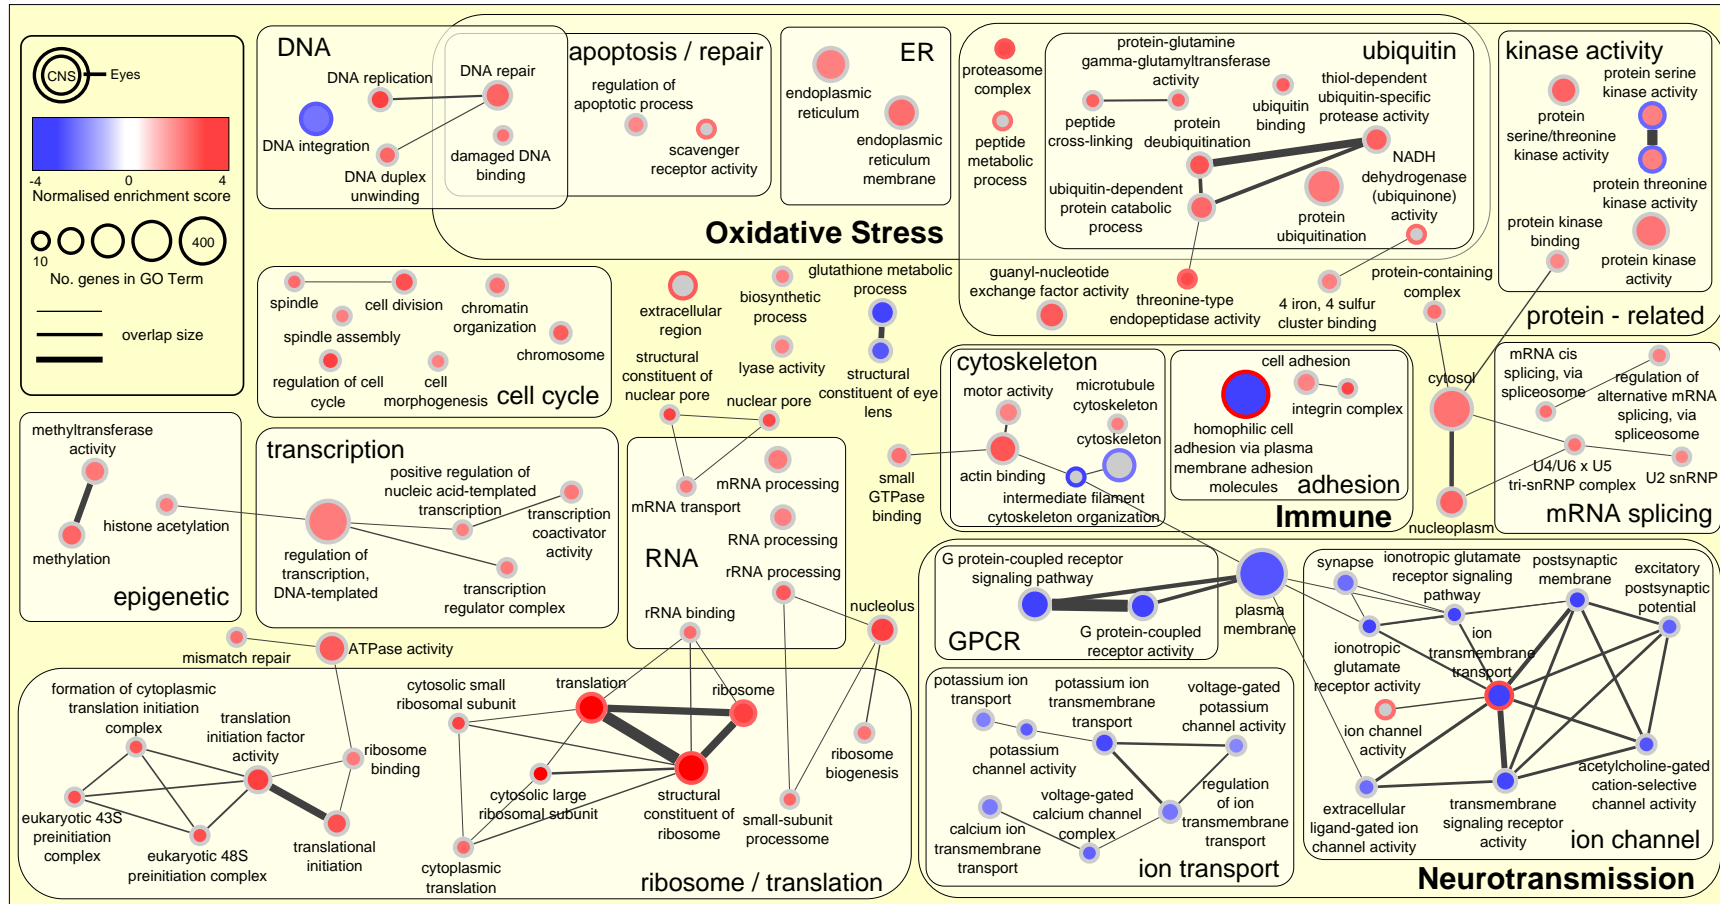 CNS
Eyes
-4
0
4
Normalised enrichment score
10
400
No. genes in GO Term
overlap size
DNA
DNA replication
DNA repair
DNA integration
DNA duplex
unwinding
damaged DNA
binding
apoptosis / repair
regulation of
apoptotic process
scavenger
receptor activity
ER
endoplasmic
reticulum
endoplasmic
reticulum
membrane
Oxidative Stress
proteasome
complex
peptide
metabolic
process
ubiquitin
protein-glutamine
gamma-glutamyltransferase
activity
peptide
cross-linking
ubiquitin
binding
thiol-dependent
ubiquitin-specific
protease activity
protein
deubiquitination
ubiquitin-dependent
protein catabolic
process
protein
ubiquitination
NADH
dehydrogenase
(ubiquinone)
activity
guanyl-nucleotide
exchange factor activity
threonine-type
endopeptidase activity
4 iron, 4 sulfur
cluster binding
protein-containing
complex
protein - related
kinase activity
protein serine
kinase activity
protein
serine/threonine
kinase activity
protein threonine
kinase activity
protein kinase
binding
protein kinase
activity
spindle
cell division
chromatin
organization
spindle assembly
chromosome
regulation of cell
cycle
cell
morphogenesis
cell cycle
extracellular
region
biosynthetic
process
glutathione metabolic
process
lyase activity
structural
constituent of eye
lens
structural
constituent of
nuclear pore
nuclear pore
mRNA transport
mRNA processing
RNA processing
RNA
rRNA processing
rRNA binding
nucleolus
small
GTPase
binding
cytoskeleton
motor activity
microtubule
cytoskeleton
cytoskeleton
actin binding
intermediate filament
cytoskeleton organization
cell adhesion
integrin complex
homophilic cell
adhesion via plasma
membrane adhesion
molecules
adhesion
Immune
cytosol
nucleoplasm
mRNA cis
splicing, via
spliceosome
regulation of
alternative mRNA
splicing, via
spliceosome
U4/U6 x U5
tri-snRNP complex
U2 snRNP
mRNA splicing
methyltransferase
activity
methylation
histone acetylation
epigenetic
transcription
positive regulation of
nucleic acid-templated
transcription
transcription
coactivator
activity
regulation of
transcription,
DNA-templated
transcription
regulator complex
mismatch repair
ATPase activity
formation of cytoplasmic
translation initiation
complex
translation
initiation factor
activity
ribosome
binding
eukaryotic 43S
preinitiation
complex
eukaryotic 48S
preinitiation complex
translational
initiation
cytosolic small
ribosomal subunit
translation
ribosome
cytosolic large
ribosomal subunit
structural
constituent of
ribosome
cytoplasmic
translation
small-subunit
processome
ribosome
biogenesis
ribosome / translation
G protein-coupled receptor
signaling pathway
G protein-coupled
receptor activity
GPCR
plasma
membrane
potassium ion
transport
potassium ion
transmembrane
transport
voltage-gated
potassium
channel activity
potassium
channel activity
calcium ion
transmembrane
transport
voltage-gated
calcium channel
complex
regulation
of ion
transmembrane
transport
ion transport
synapse
ionotropic glutamate
receptor signaling
pathway
postsynaptic
membrane
excitatory
postsynaptic
potential
ionotropic
glutamate
receptor activity
ion
transmembrane
transport
ion channel
activity
extracellular
ligand-gated ion
channel activity
transmembrane
signaling receptor
activity
acetylcholine-gated
cation-selective
channel activity
ion channel
Neurotransmission